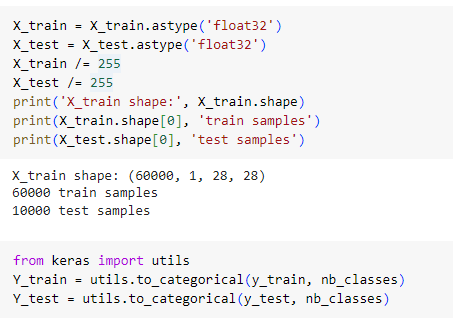 X_train = X_train.astype('float32')
X_test = X_test.astype('float32')
X_train /= 255
X_test /= 255
print('X_train shape:', X_train.shape)
print(X_train.shape[0], 'train samples')
print(X_test.shape[0], 'test samples')
X_train shape: (60000, 1, 28, 28)
60000 train samples
10000 test samples
from keras import utils
Y_train = utils.to_categorical(y_train, nb_classes)
Y_test = utils.to_categorical(y_test, nb_classes)